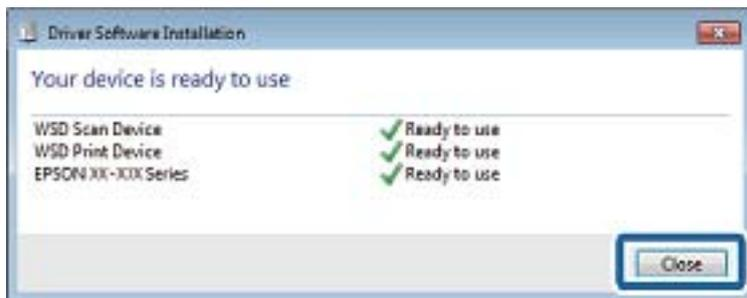 Driver Software Installation
Your device is ready to use
WSD Scan Device Ready to use
WSD Print Device Ready to use
EPSON XX-XXX Series Ready to use
Close